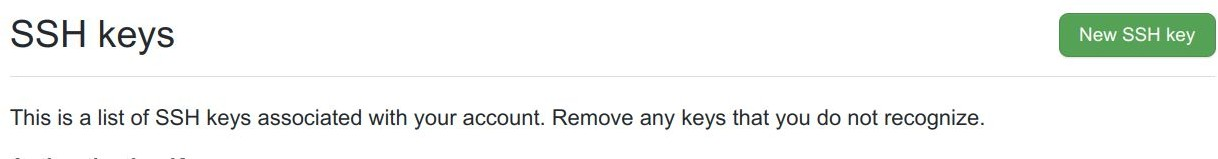 SSH keys
New SSH key
This is a list of SSH keys associated with your account. Remove any keys that you do not recognize.